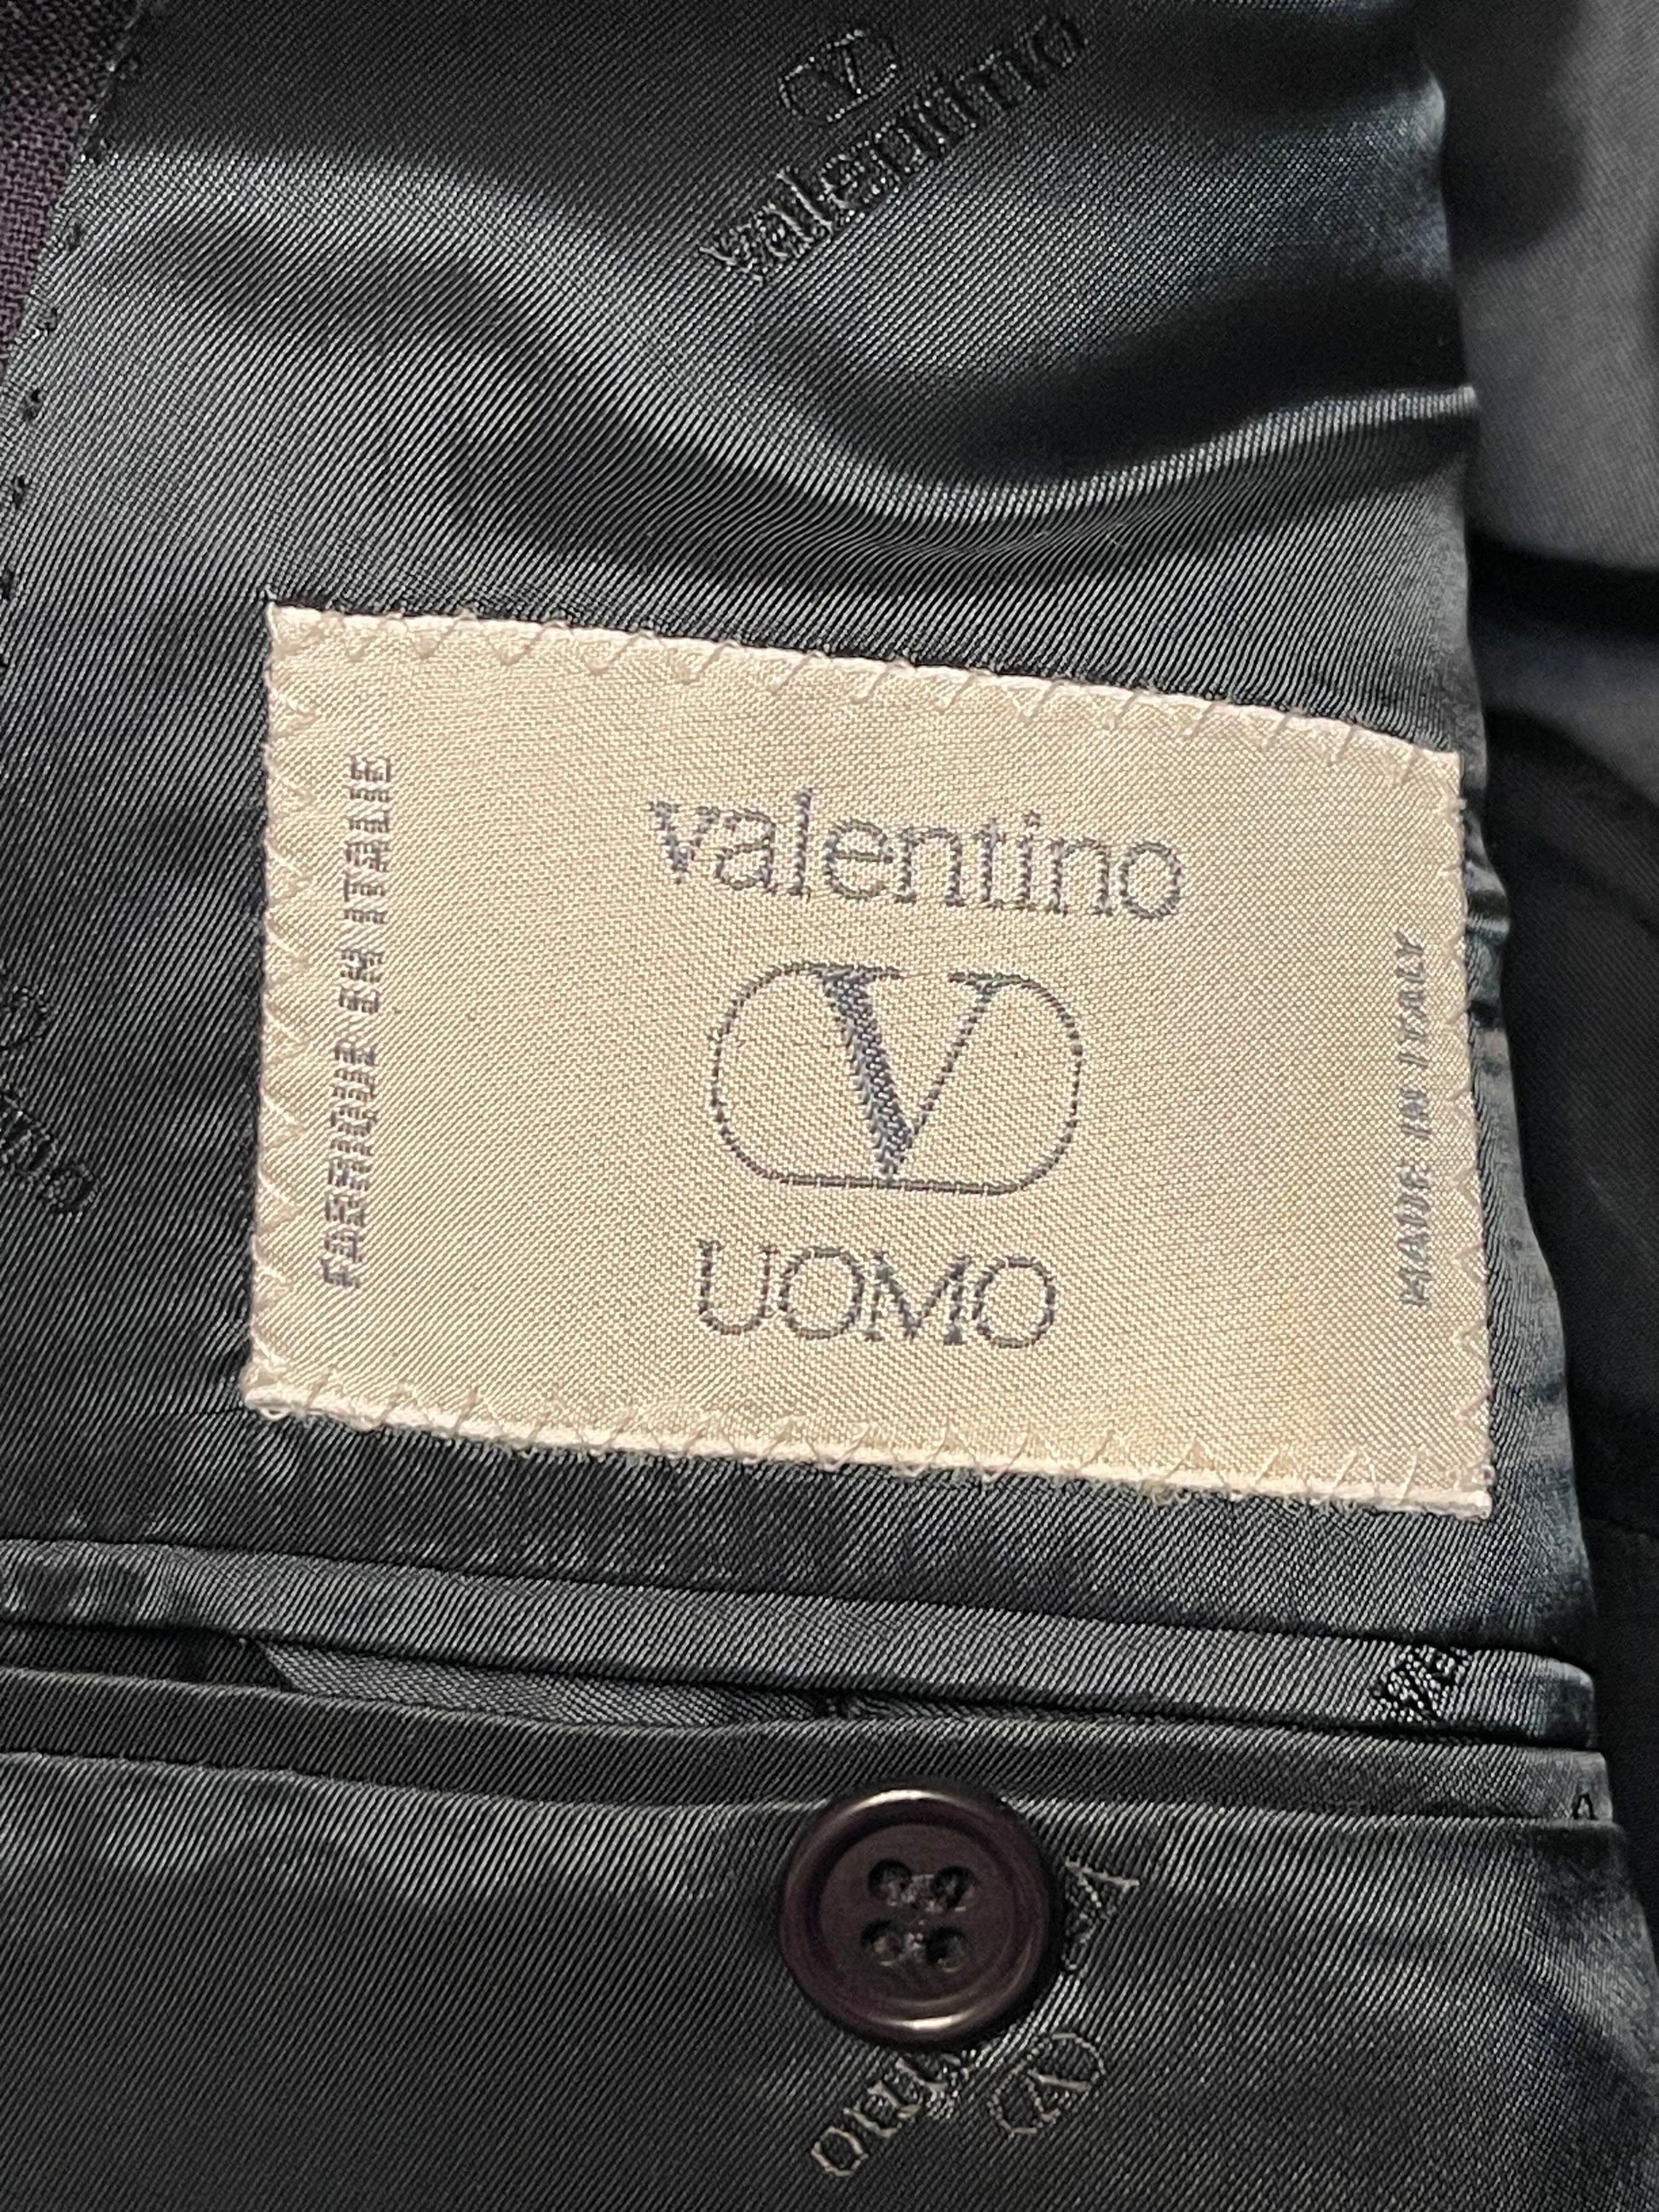 valentino
FABRIQUE EN ITALIE
valentino
V
UOMO
MADE IN ITALY